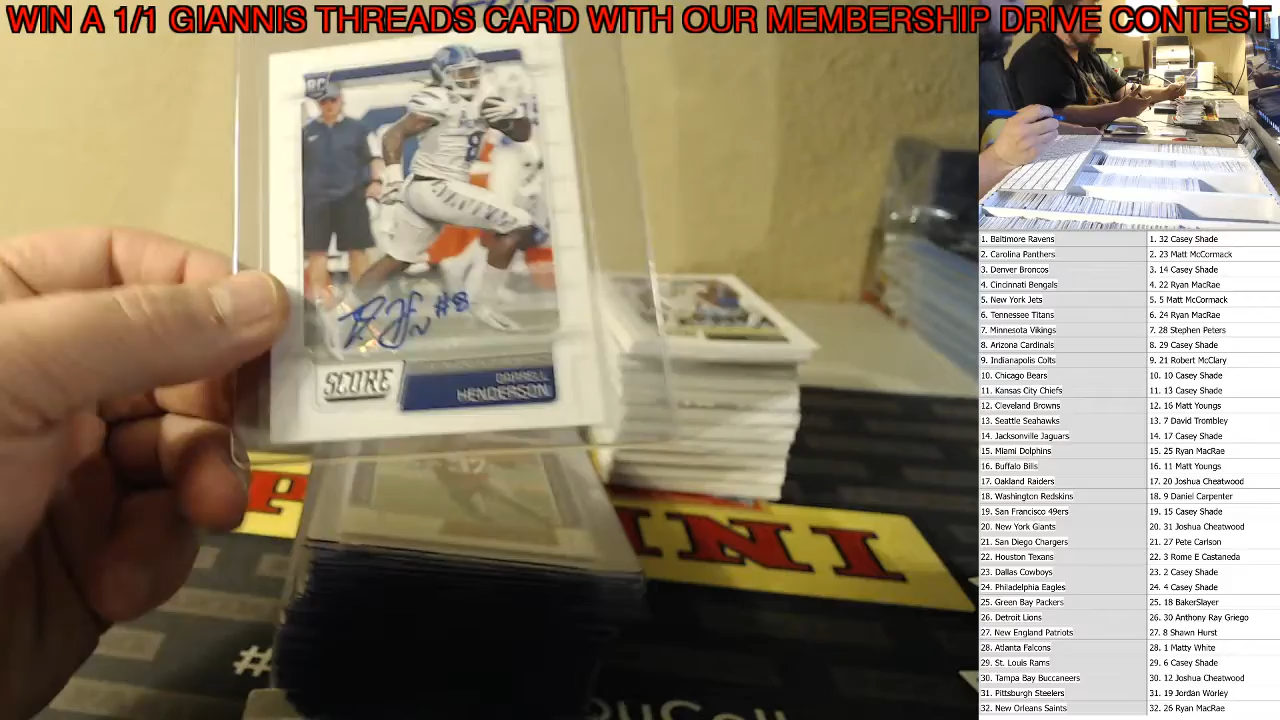 WIN A 1/1 GIANNIS THREADS CARD WITH OUR MEMBERSHIP DRIVE CONTEST
RC
8
#8
SCORE
DARRELL
HENDERSON
P
INI
#
1. Baltimore Ravens 1. 32 Casey Shade
2. Carolina Panthers 2. 23 Matt McCormack
3. Denver Broncos 3. 14 Casey Shade
4. Cincinnati Bengals 4. 22 Ryan MacRae
5. New York Jets 5. 5 Matt McCormack
6. Tennessee Titans 6. 24 Ryan MacRae
7. Minnesota Vikings 7. 28 Stephen Peters
8. Arizona Cardinals 8. 29 Casey Shade
9. Indianapolis Colts 9. 21 Robert McClary
10. Chicago Bears 10. 10 Casey Shade
11. Kansas City Chiefs 11. 13 Casey Shade
12. Cleveland Browns 12. 16 Matt Youngs
13. Seattle Seahawks 13. 7 David Trombley
14. Jacksonville Jaguars 14. 17 Casey Shade
15. Miami Dolphins 15. 25 Ryan MacRae
16. Buffalo Bills 16. 11 Matt Youngs
17. Oakland Raiders 17. 20 Joshua Cheatwood
18. Washington Redskins 18. 9 Daniel Carpenter
19. San Francisco 49ers 19. 15 Casey Shade
20. New York Giants 20. 31 Joshua Cheatwood
21. San Diego Chargers 21. 27 Pete Carlson
22. Houston Texans 22. 3 Rome E Castaneda
23. Dallas Cowboys 23. 2 Casey Shade
24. Philadelphia Eagles 24. 4 Casey Shade
25. Green Bay Packers 25. 18 BakerSlayer
26. Detroit Lions 26. 30 Anthony Ray Griego
27. New England Patriots 27. 8 Shawn Hurst
28. Atlanta Falcons 28. 1 Matty White
29. St. Louis Rams 29. 6 Casey Shade
30. Tampa Bay Buccaneers 30. 12 Joshua Cheatwood
31. Pittsburgh Steelers 31. 19 Jordan Worley
32. New Orleans Saints 32. 26 Ryan MacRae